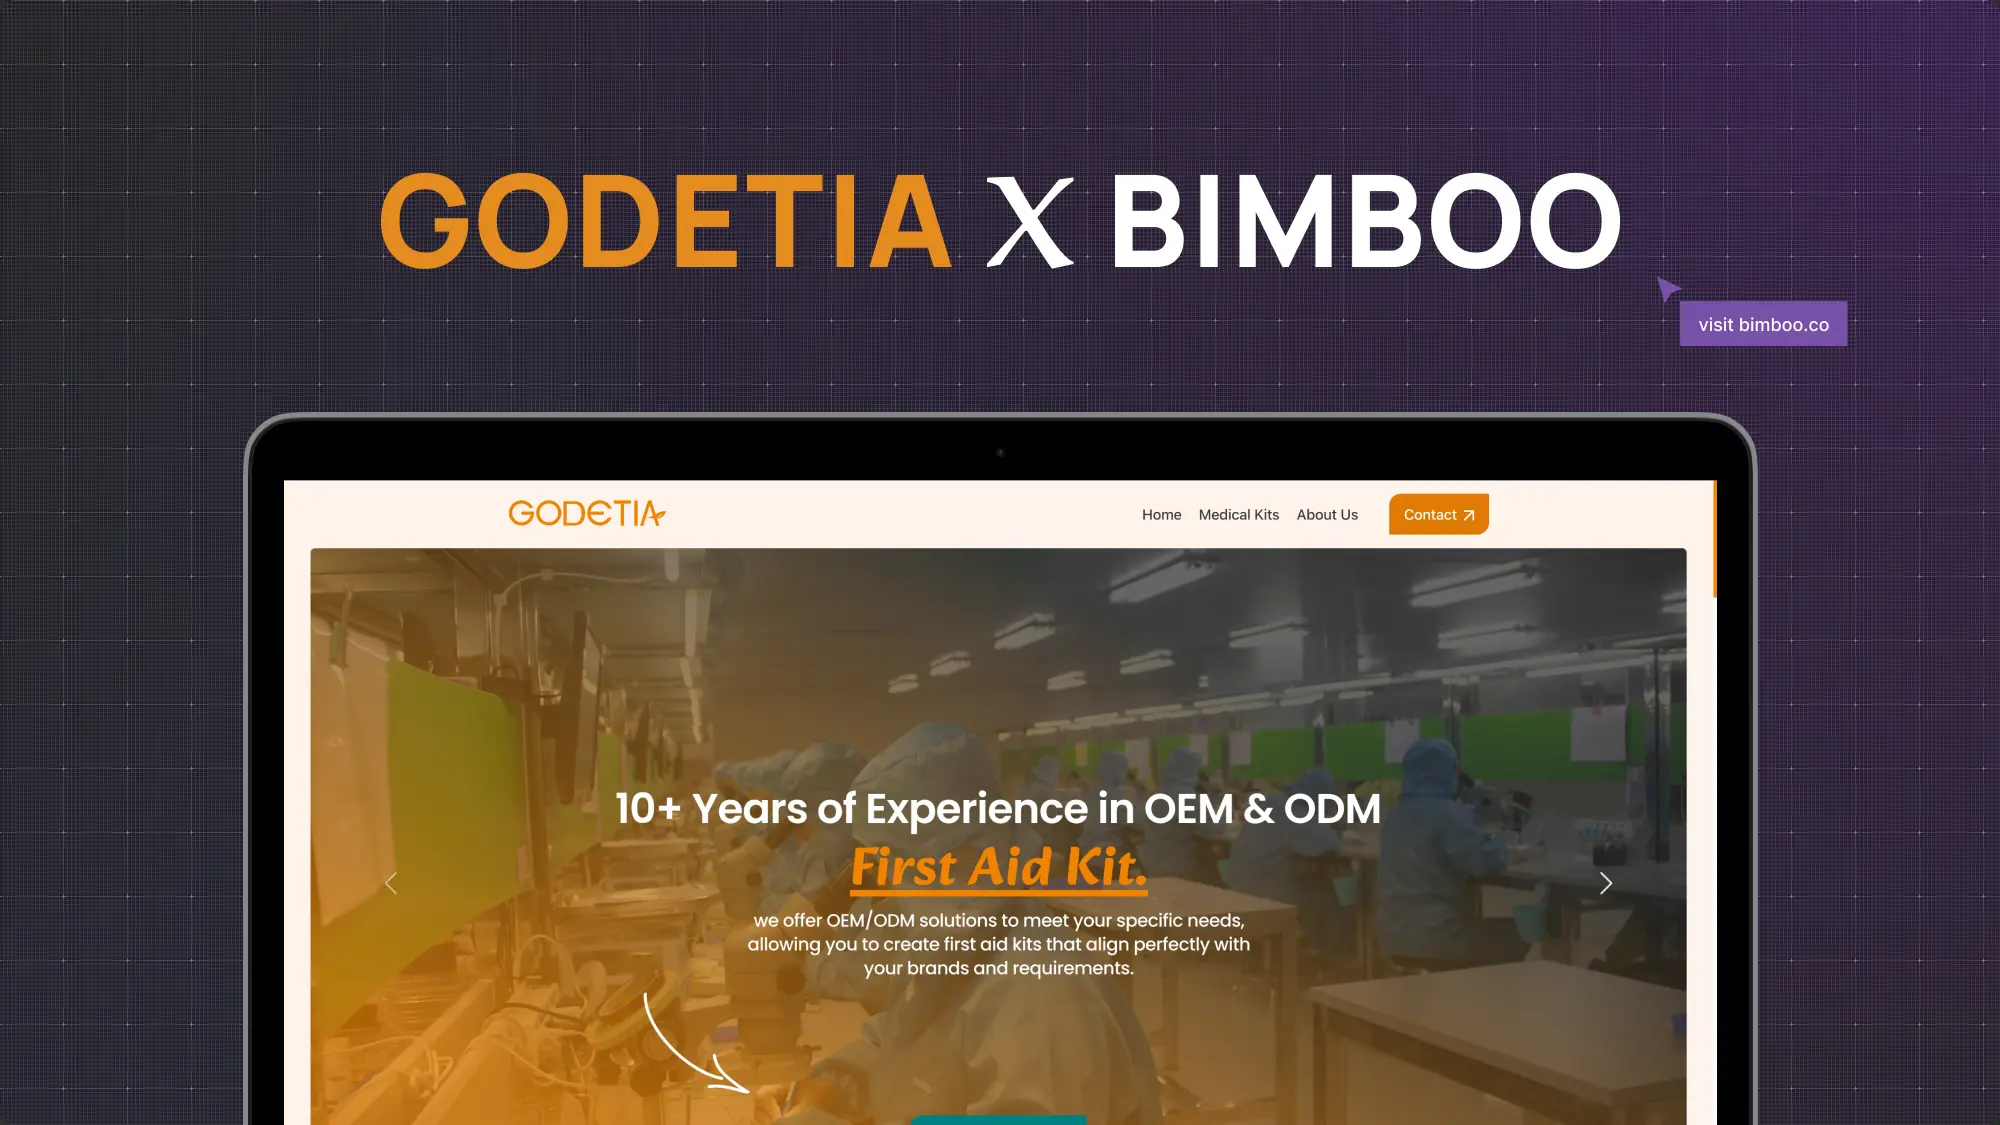 GODETIA X BIMBOO
visit bimboo.co
GODETIA
Home Medical Kits About Us Contact
10+ Years of Experience in OEM & ODM
First Aid Kit.
we offer OEM/ODM solutions to meet your specific needs,
allowing you to create first aid kits that align perfectly with
your brands and requirements.